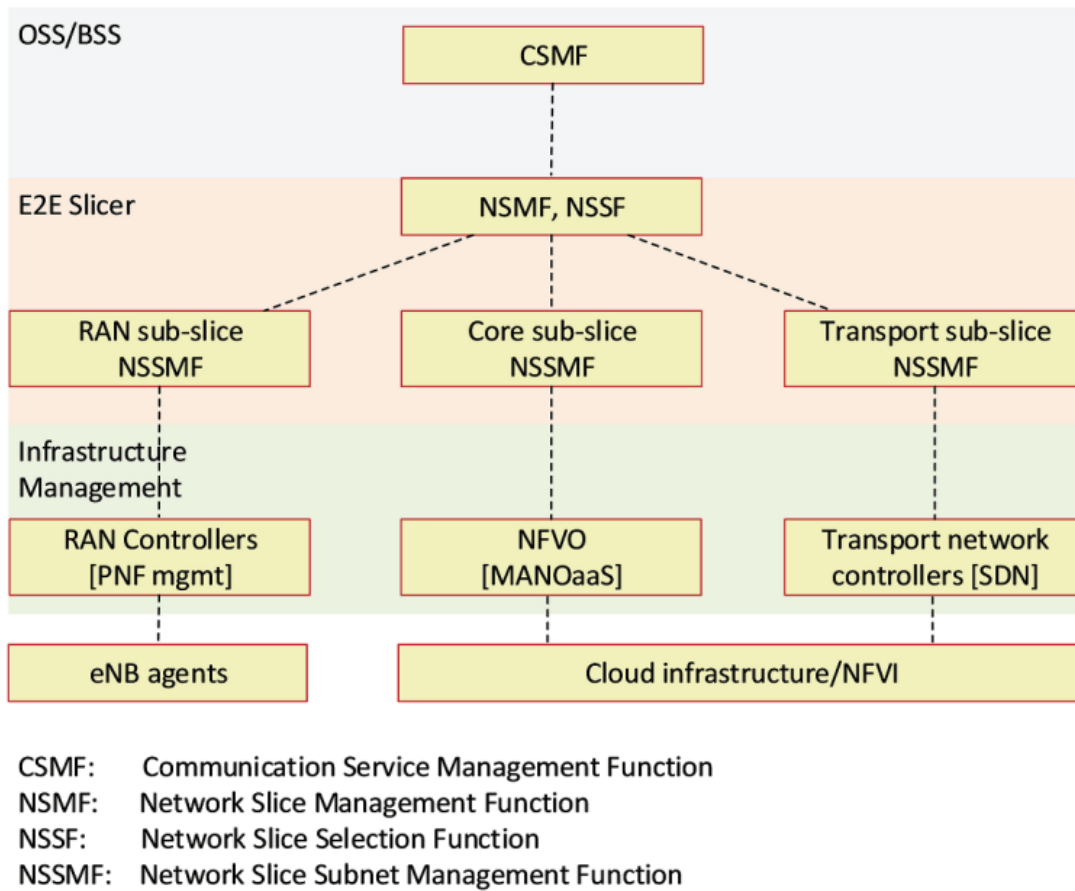 OSS/BSS
CSMF
E2E Slicer
NSMF, NSSF
RAN sub-slice
NSSMF
Core sub-slice
NSSMF
Transport sub-slice
NSSMF
Infrastructure
Management
RAN Controllers
[PNF mgmt]
NFVO
[MANOaaS]
Transport network
controllers [SDN]
eNB agents
Cloud infrastructure/NFVI
CSMF: Communication Service Management Function
NSMF: Network Slice Management Function
NSSF: Network Slice Selection Function
NSSMF: Network Slice Subnet Management Function